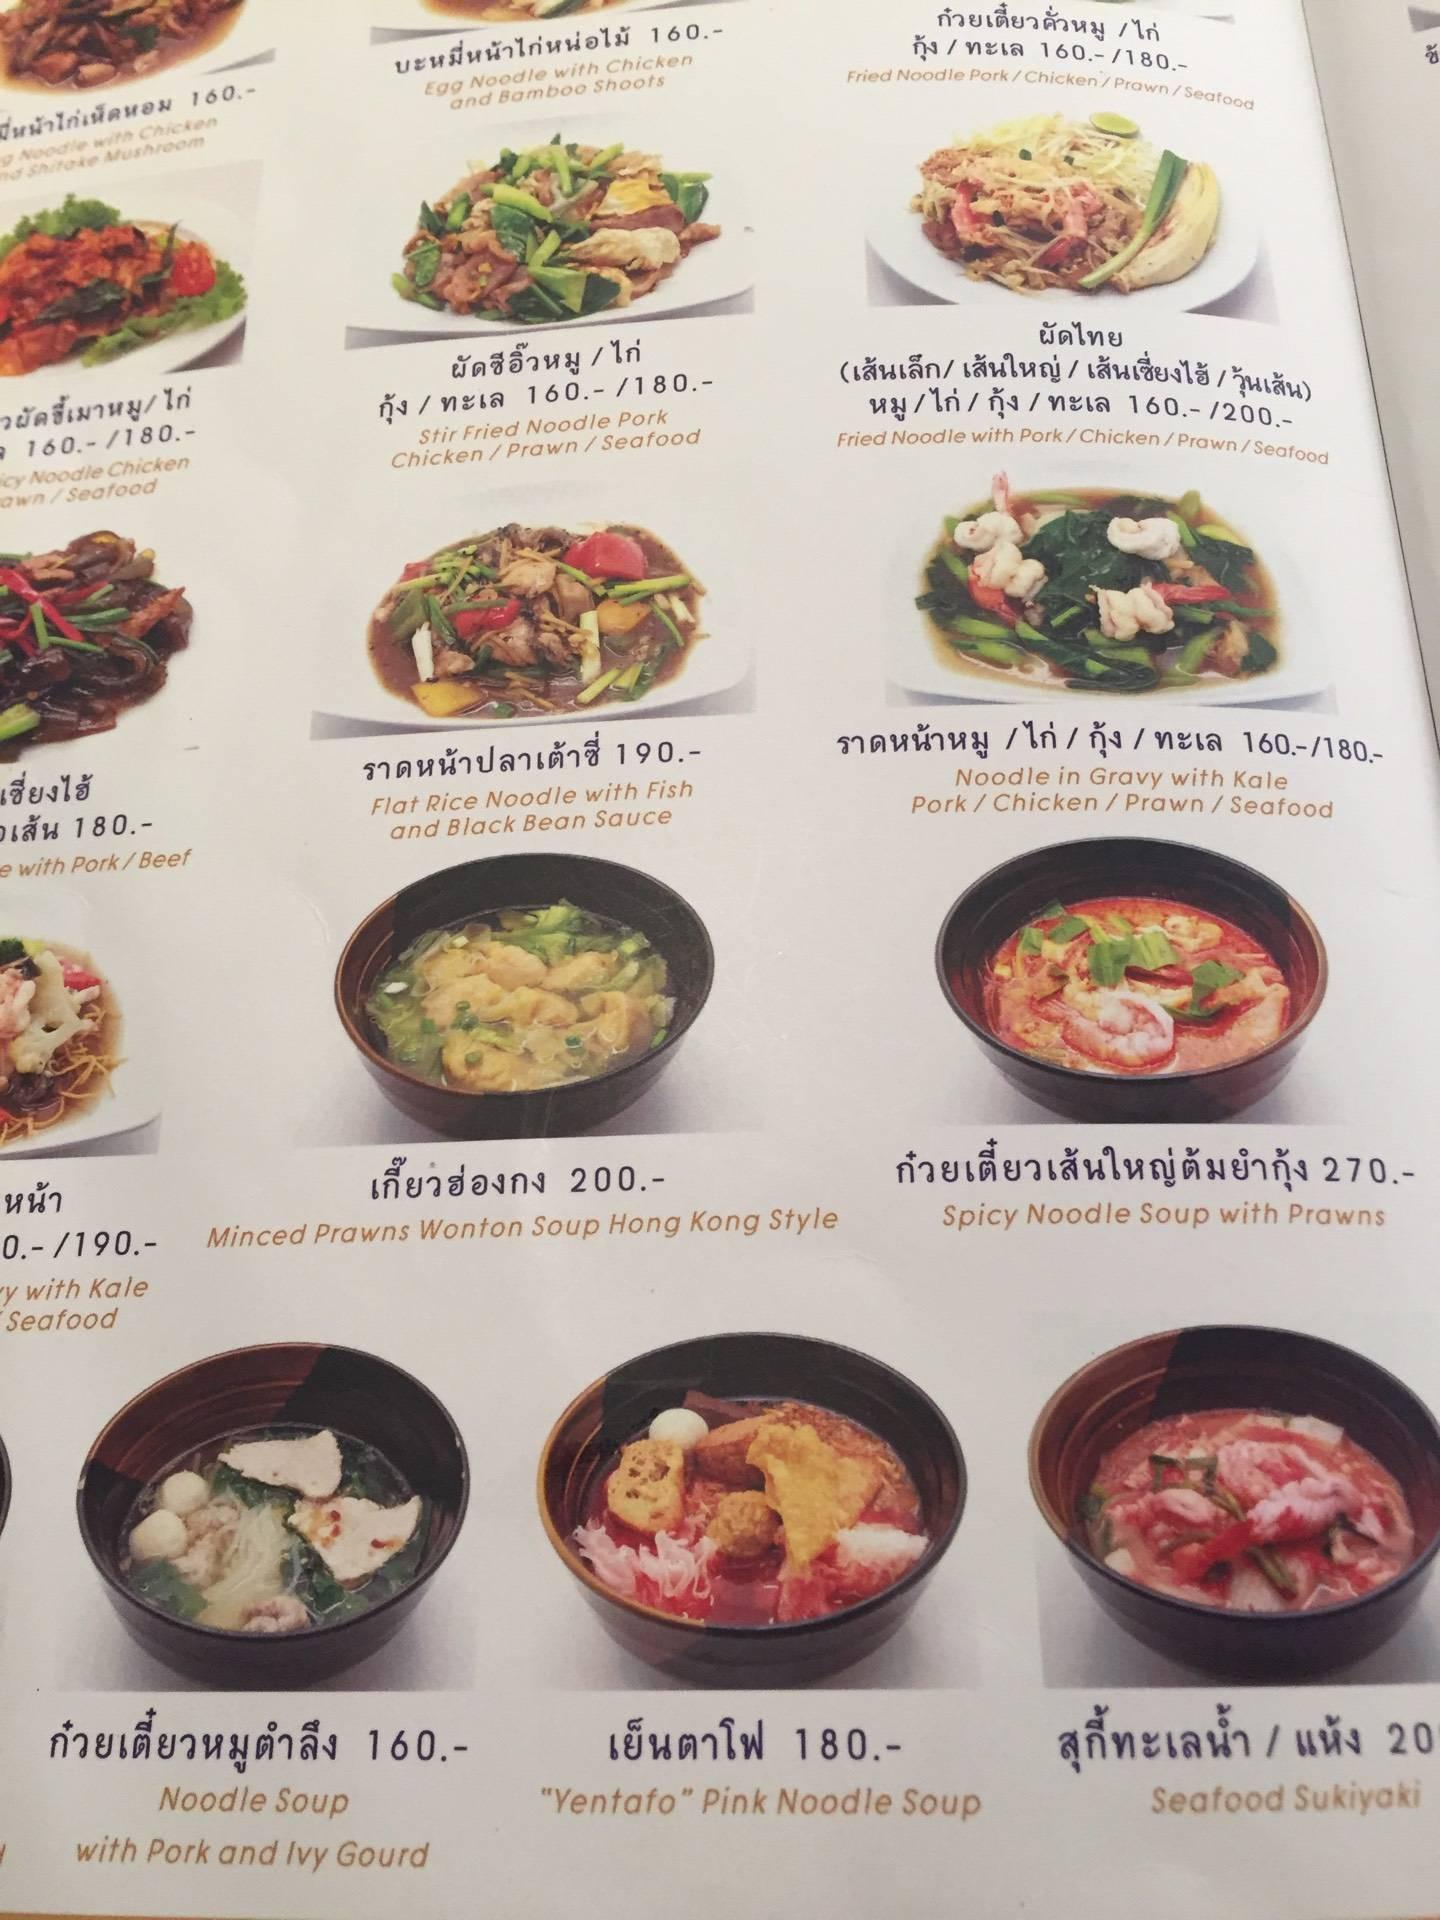 บะหมี่หน้าไก่หน่อไม้ 160.-
Egg Noodle with Chicken
and Bamboo Shoots
ก๋วยเตี๋ยวคั่วหมู / ไก่
กุ้ง / ทะเล 160.-/180.-
Fried Noodle Pork / Chicken / Prawn / Seafood
หน้าไก่เห็ดหอม 160.-
Noodle with Chicken
Shitake Mushroom
ผัดซีอิ๊วหมู / ไก่
กุ้ง / ทะเล 160.- /180.-
Stir Fried Noodle Pork
Chicken / Prawn / Seafood
ผัดไทย
(เส้นเล็ก/ เส้นใหญ่ / เส้นเซี่ยงไฮ้ / วุ้นเส้น)
หมู / ไก่ / กุ้ง / ทะเล 160.- /200.-
Fried Noodle with Pork / Chicken / Prawn / Seafood
ผัดขี้เมาหมู/ ไก่
160.- /180.-
Noodle Chicken
/ Seafood
ราดหน้าปลาเต้าซี่ 190.-
Flat Rice Noodle with Fish
and Black Bean Sauce
ราดหน้าหมู / ไก่ / กุ้ง / ทะเล 160.-/180.-
Noodle in Gravy with Kale
Pork / Chicken / Prawn / Seafood
เซี่ยงไฮ้
เส้น 180.-
with Pork / Beef
เกี๊ยวฮ่องกง 200.-
Minced Prawns Wonton Soup Hong Kong Style
ก๋วยเตี๋ยวเส้นใหญ่ต้มยำกุ้ง 270.-
Spicy Noodle Soup with Prawns
หน้า
/190.-
with Kale
Seafood
ก๋วยเตี๋ยวหมูตำลึง 160.-
Noodle Soup
with Pork and Ivy Gourd
เย็นตาโฟ 180.-
"Yentafo" Pink Noodle Soup
สุกี้ทะเลน้ำ / แห้ง
Seafood Sukiyaki